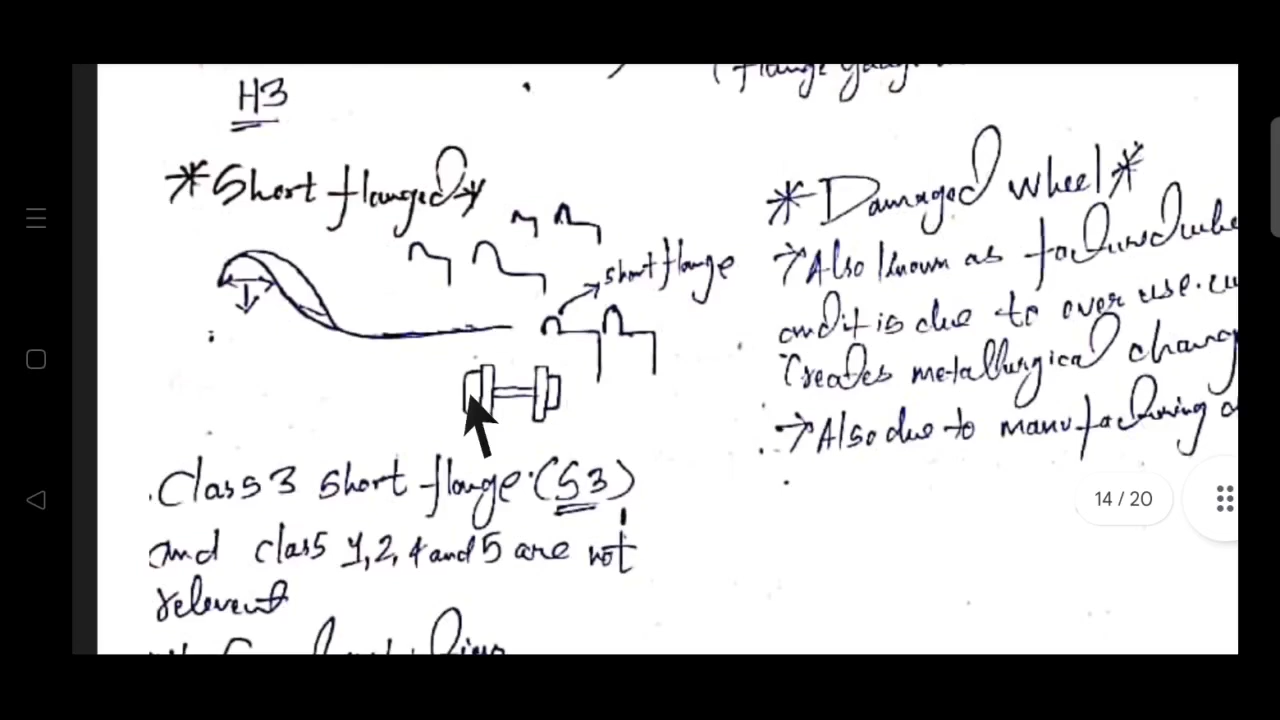 H3
*Short flanged*
short flange
Class 3 short flange (S3)
and class 1, 2, 4 and 5 are not
relevent
* Damaged wheel *
→ Also known as
and it is due to over use.
Creates metallurgical chang
→ Also due to manufacturing
14 / 20